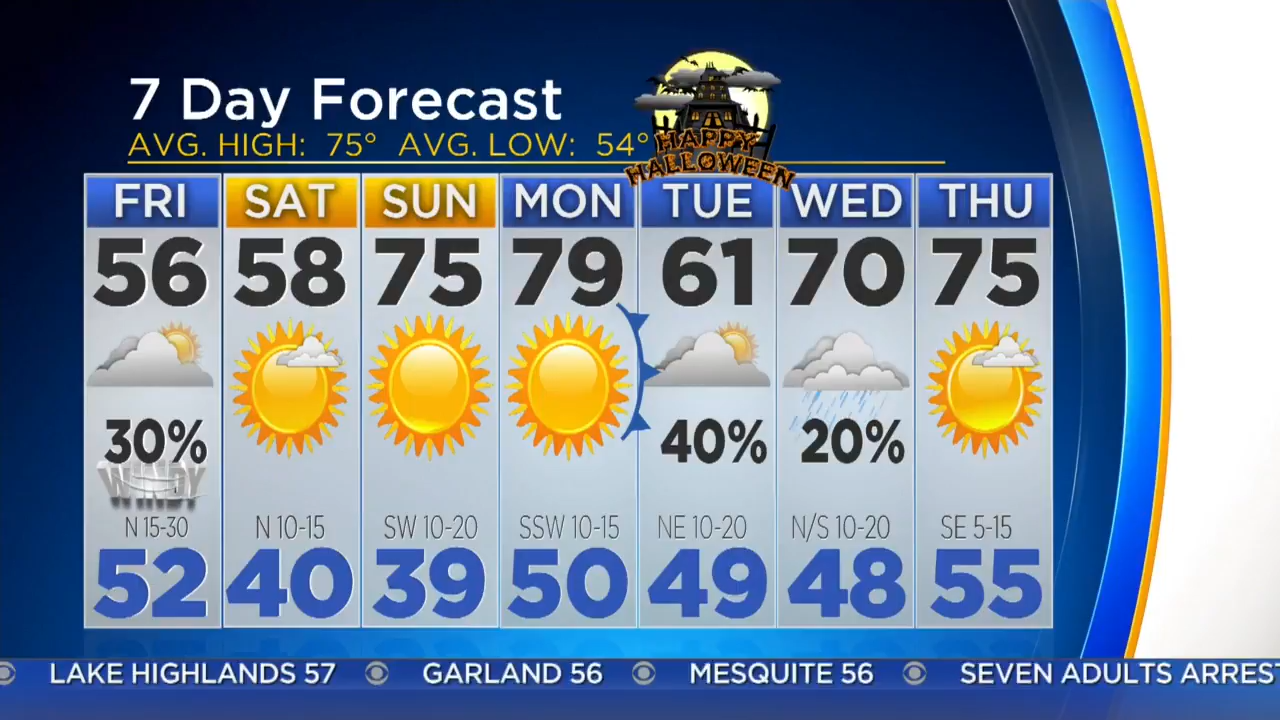 7 Day Forecast
AVG. HIGH: 75° AVG. LOW: 54°
HAPPY
HALLOWEEN
FRI SAT SUN MON TUE WED THU
56 58 75 79 61 70 75
30% 40% 20%
WINDY
N 15-30 N 10-15 SW 10-20 SSW 10-15 NE 10-20 N/S 10-20 SE 5-15
52 40 39 50 49 48 55
LAKE HIGHLANDS 57 GARLAND 56 MESQUITE 56 SEVEN ADULTS ARREST